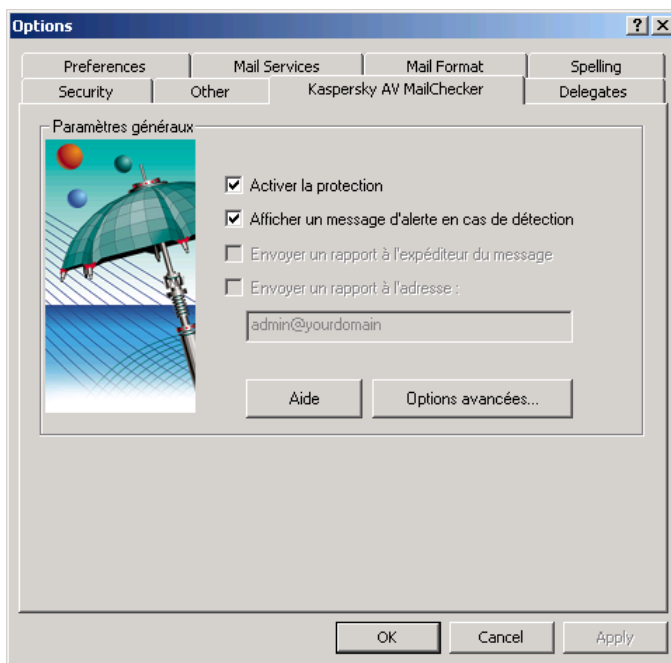 Options
Preferences
Mail Services
Mail Format
Spelling
Security
Other
Kaspersky AV MailChecker
Delegates
Paramètres généraux
Activer la protection
Afficher un message d'alerte en cas de détection
Envoyer un rapport à l'expéditeur du message
Envoyer un rapport à l'adresse :
admin@yourdomain
Aide
Options avancées...
OK
Cancel
Apply